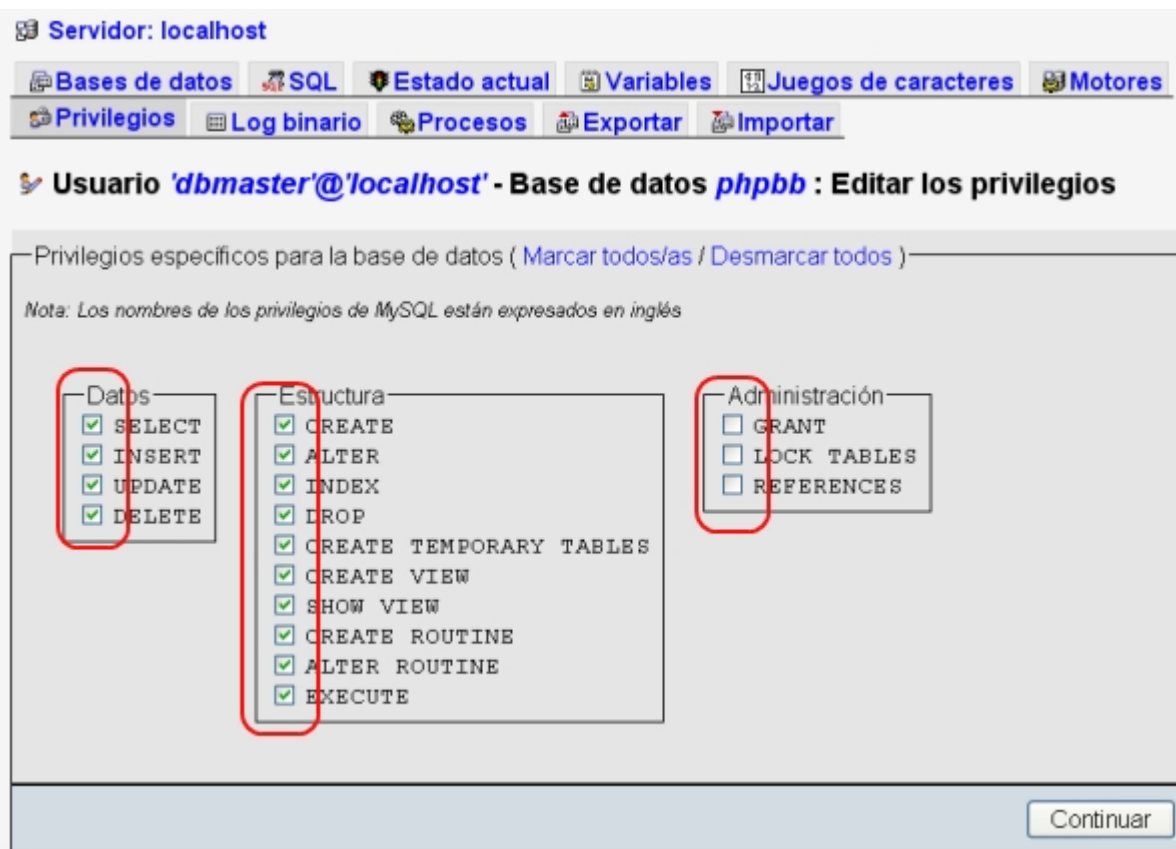 Servidor: localhost
Bases de datos SQL Estado actual Variables Juegos de caracteres Motores
Privilegios Log binario Procesos Exportar Importar
Usuario 'dbmaster'@'localhost' - Base de datos phpbb : Editar los privilegios
Privilegios específicos para la base de datos ( Marcar todos/as / Desmarcar todos )
Nota: Los nombres de los privilegios de MySQL están expresados en inglés
Datos
SELECT
INSERT
UPDATE
DELETE
Estructura
CREATE
ALTER
INDEX
DROP
CREATE TEMPORARY TABLES
CREATE VIEW
SHOW VIEW
CREATE ROUTINE
ALTER ROUTINE
EXECUTE
Administración
GRANT
LOCK TABLES
REFERENCES
Continuar